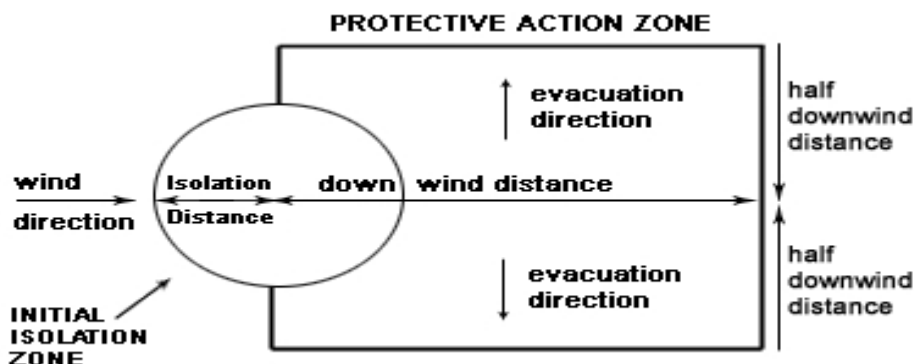 PROTECTIVE ACTION ZONE
evacuation
direction
half
downwind
distance
wind
direction
Isolation
Distance
down wind distance
evacuation
direction
half
downwind
distance
INITIAL
ISOLATION
ZONE